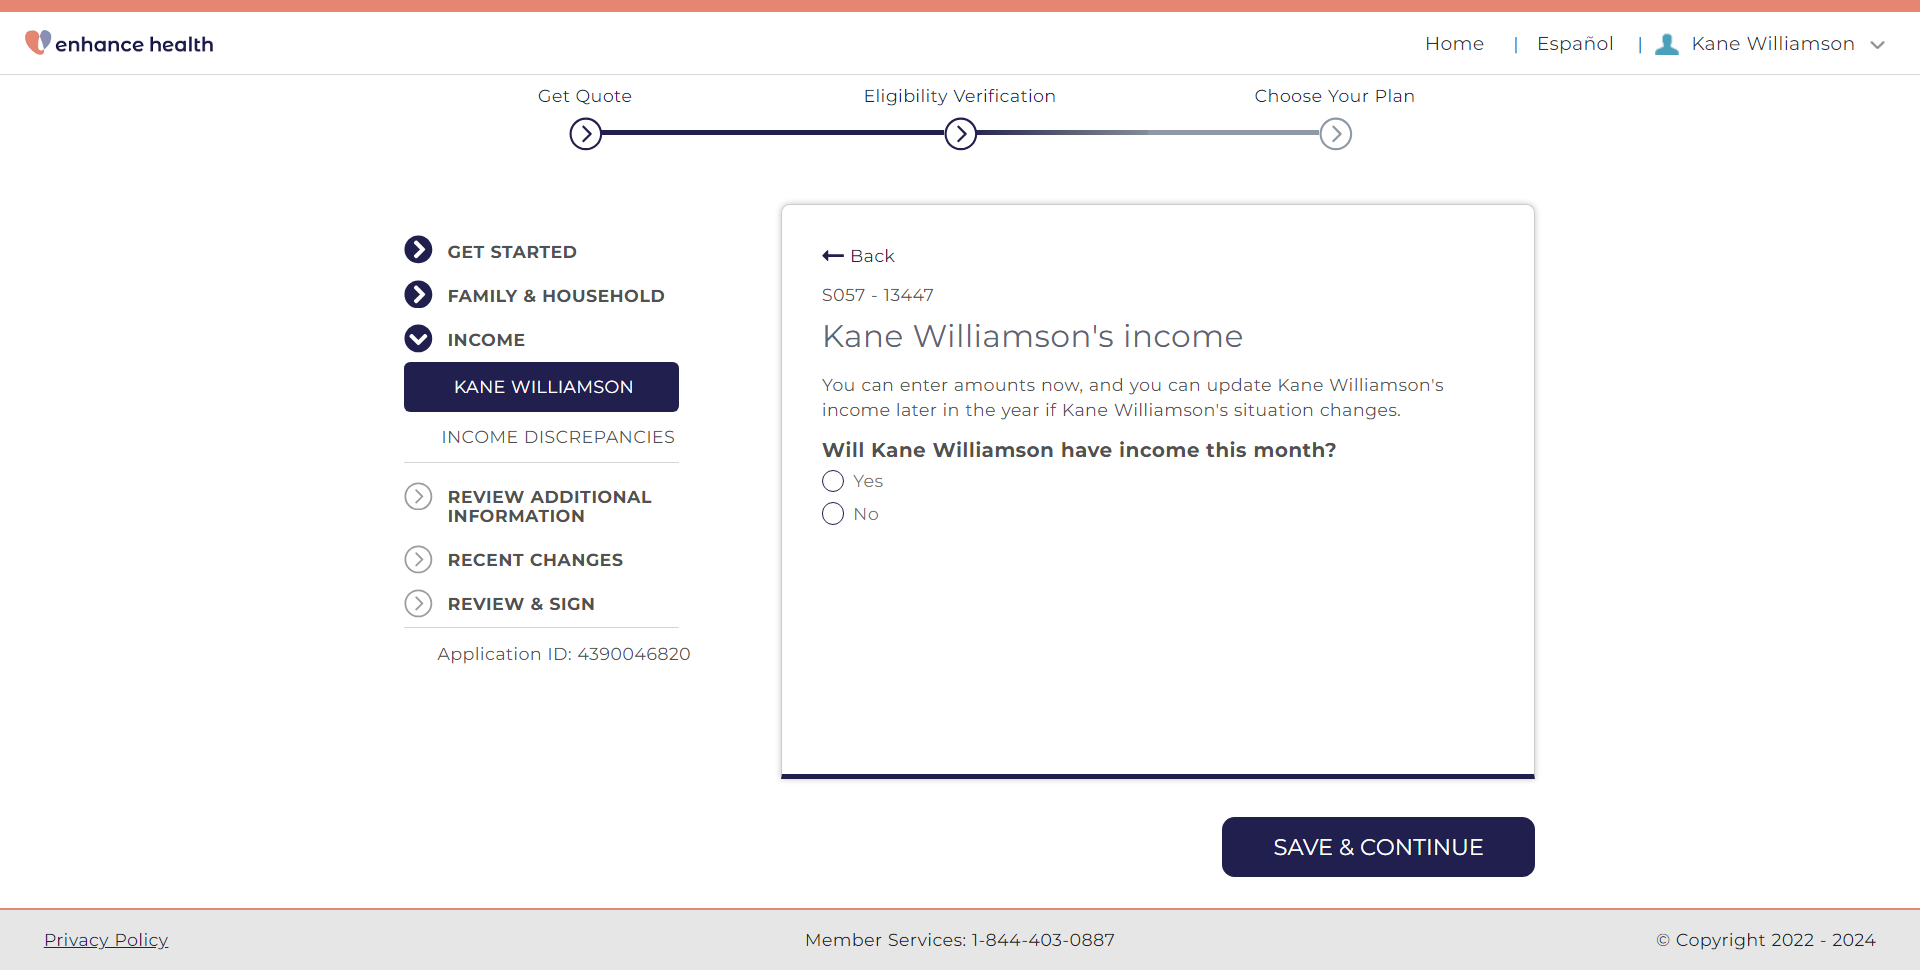 enhance health
Home | Español | Kane Williamson
Get Quote
Eligibility Verification
Choose Your Plan
GET STARTED
FAMILY & HOUSEHOLD
INCOME
KANE WILLIAMSON
INCOME DISCREPANCIES
REVIEW ADDITIONAL
INFORMATION
RECENT CHANGES
REVIEW & SIGN
Application ID: 4390046820
Back
S057 - 13447
Kane Williamson's income
You can enter amounts now, and you can update Kane Williamson's
income later in the year if Kane Williamson's situation changes.
Will Kane Williamson have income this month?
Yes
No
SAVE & CONTINUE
Privacy Policy
Member Services: 1-844-403-0887
© Copyright 2022 - 2024